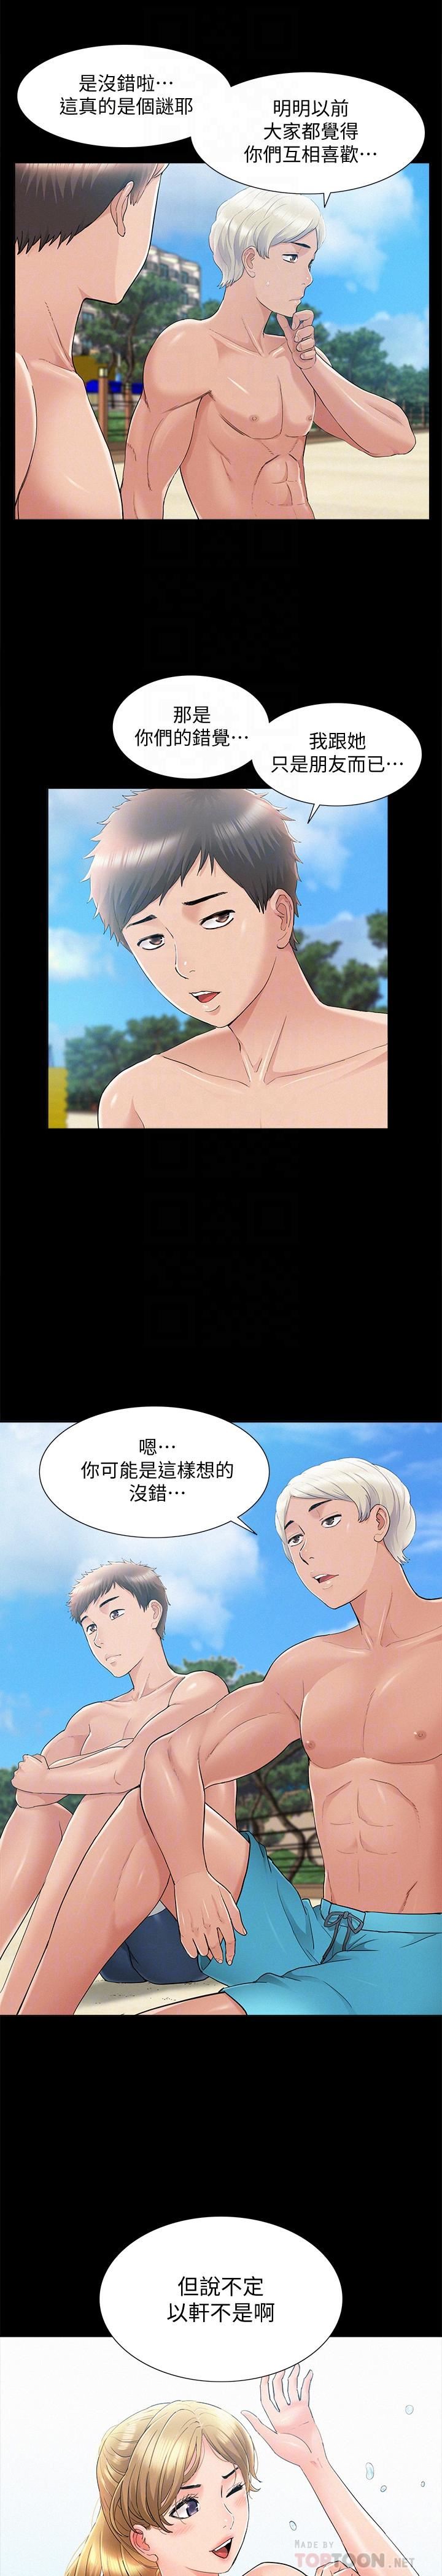 是沒錯啦…
這真的是個謎耶
明明以前
大家都覺得
你們互相喜歡…
那是
你們的錯覺…
我跟她
只是朋友而已…
嗯…
你可能是這樣想的
沒錯…
但說不定
以軒不是啊
MADE BY
TOPTOON.NET